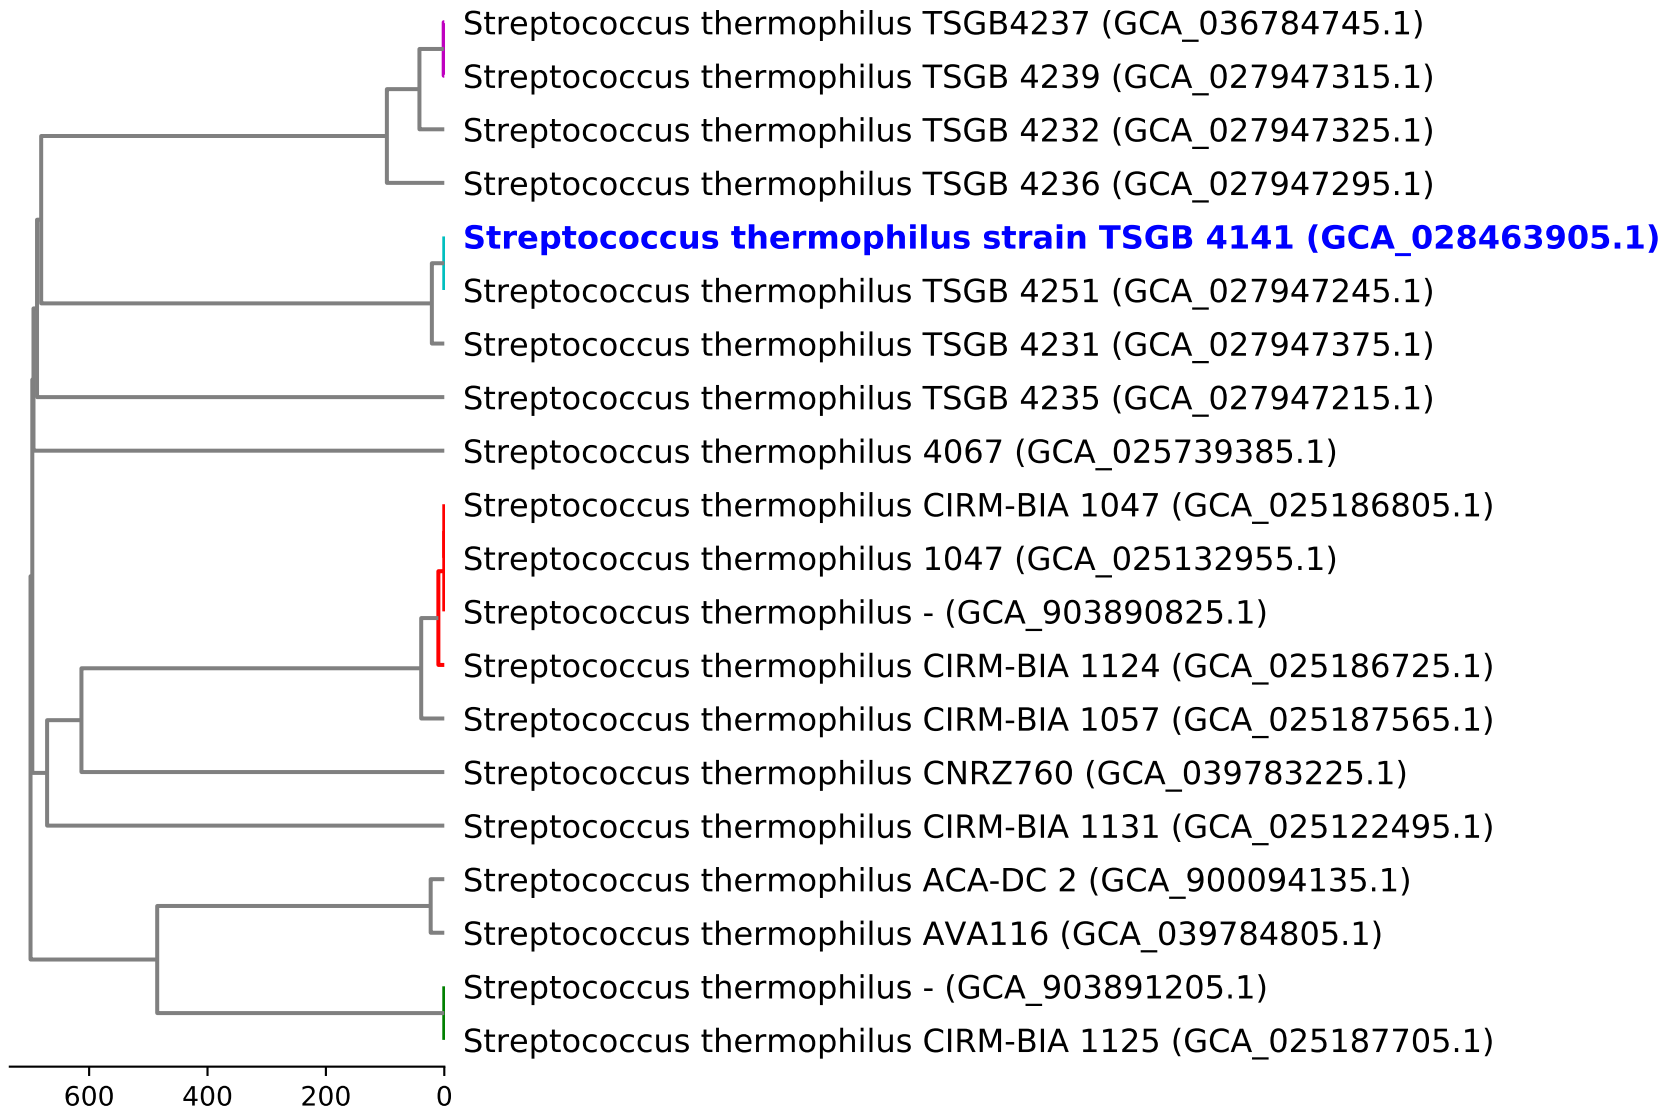 Streptococcus thermophilus TSGB4237 (GCA_036784745.1)
Streptococcus thermophilus TSGB 4239 (GCA_027947315.1)
Streptococcus thermophilus TSGB 4232 (GCA_027947325.1)
Streptococcus thermophilus TSGB 4236 (GCA_027947295.1)
Streptococcus thermophilus strain TSGB 4141 (GCA_028463905.1)
Streptococcus thermophilus TSGB 4251 (GCA_027947245.1)
Streptococcus thermophilus TSGB 4231 (GCA_027947375.1)
Streptococcus thermophilus TSGB 4235 (GCA_027947215.1)
Streptococcus thermophilus 4067 (GCA_025739385.1)
Streptococcus thermophilus CIRM-BIA 1047 (GCA_025186805.1)
Streptococcus thermophilus 1047 (GCA_025132955.1)
Streptococcus thermophilus - (GCA_903890825.1)
Streptococcus thermophilus CIRM-BIA 1124 (GCA_025186725.1)
Streptococcus thermophilus CIRM-BIA 1057 (GCA_025187565.1)
Streptococcus thermophilus CNRZ760 (GCA_039783225.1)
Streptococcus thermophilus CIRM-BIA 1131 (GCA_025122495.1)
Streptococcus thermophilus ACA-DC 2 (GCA_900094135.1)
Streptococcus thermophilus AVA116 (GCA_039784805.1)
Streptococcus thermophilus - (GCA_903891205.1)
Streptococcus thermophilus CIRM-BIA 1125 (GCA_025187705.1)
600 400 200 0